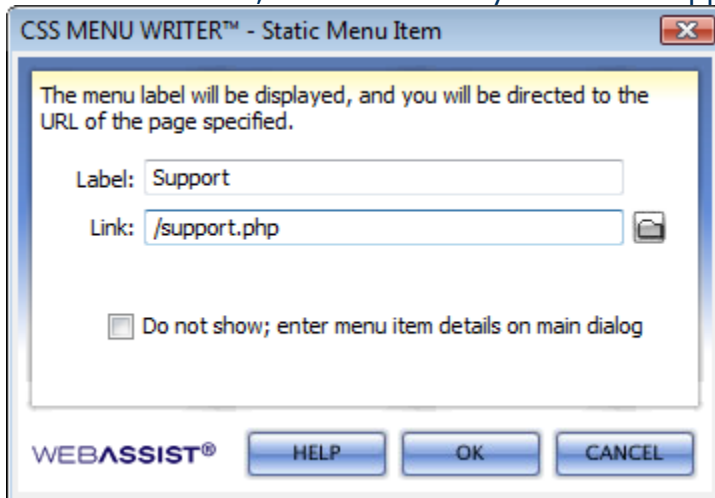 CSS MENU WRITER™ - Static Menu Item
The menu label will be displayed, and you will be directed to the
URL of the page specified.
Label: Support
Link: /support.php
Do not show; enter menu item details on main dialog
WEBASSIST® HELP OK CANCEL